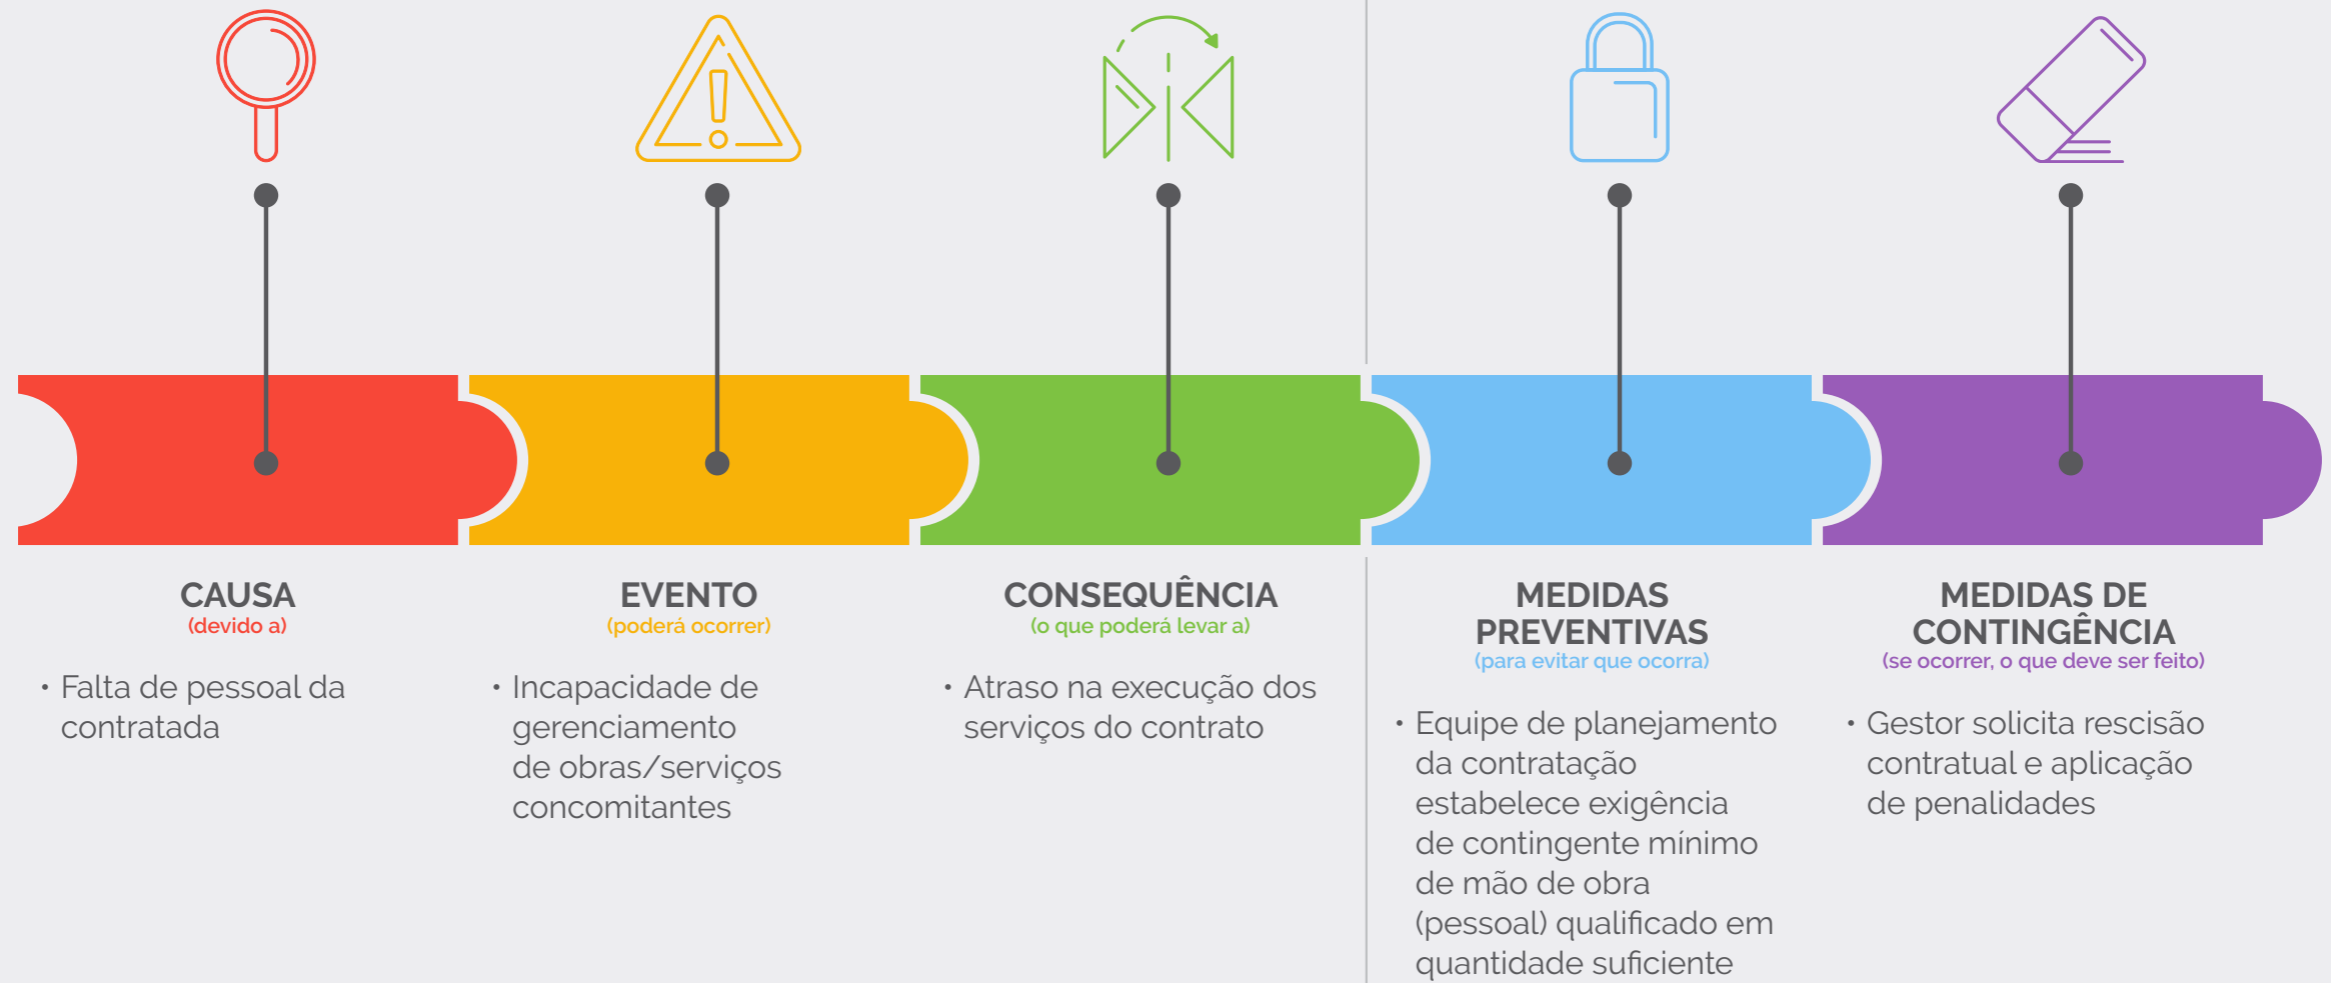 CAUSA
(devido a)
• Falta de pessoal da
contratada
EVENTO
(poderá ocorrer)
• Incapacidade de
gerenciamento
de obras/serviços
concomitantes
CONSEQUÊNCIA
(o que poderá levar a)
• Atraso na execução dos
serviços do contrato
MEDIDAS
PREVENTIVAS
(para evitar que ocorra)
• Equipe de planejamento
da contratação
estabelece exigência
de contingente mínimo
de mão de obra
(pessoal) qualificado em
quantidade suficiente
MEDIDAS DE
CONTINGÊNCIA
(se ocorrer, o que deve ser feito)
• Gestor solicita rescisão
contratual e aplicação
de penalidades